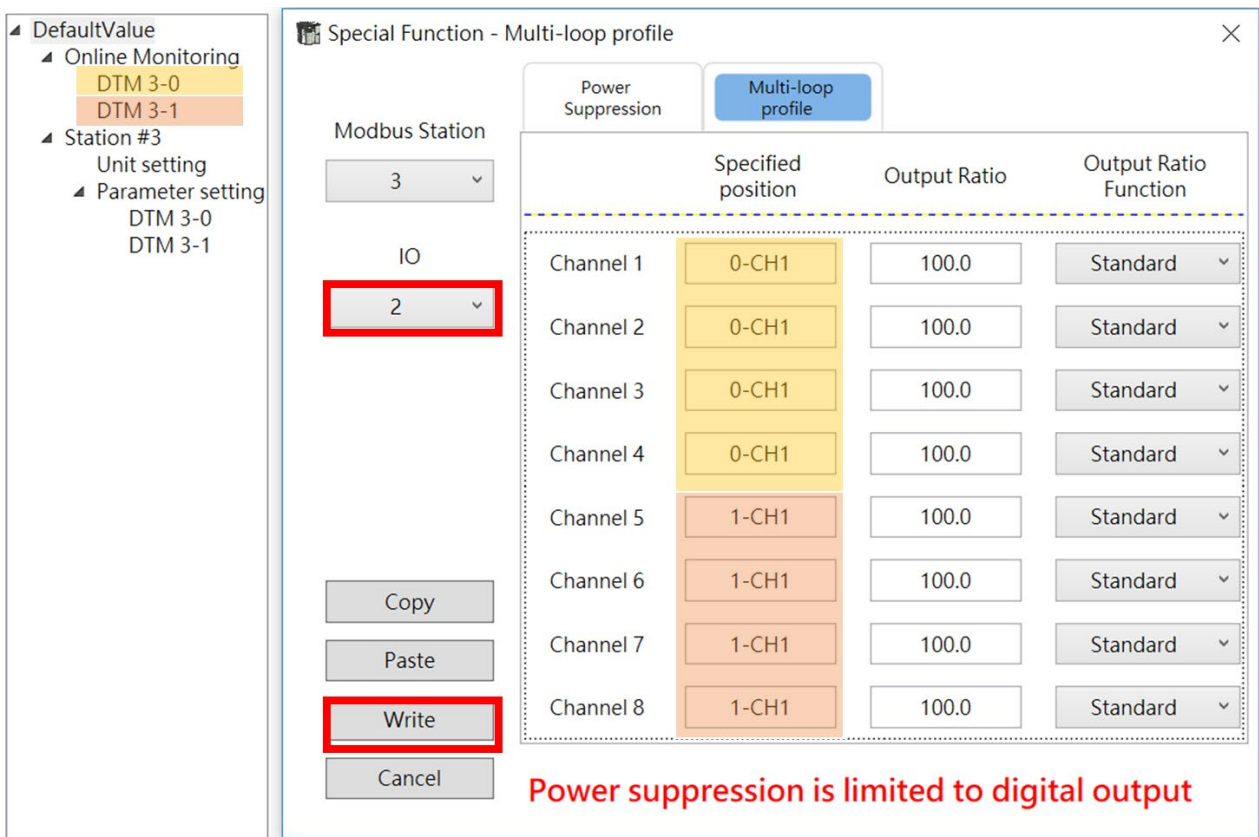 DefaultValue
Online Monitoring
DTM 3-0
DTM 3-1
Station #3
Unit setting
Parameter setting
DTM 3-0
DTM 3-1
Special Function - Multi-loop profile
Modbus Station
3
IO
2
Copy
Paste
Write
Cancel
Power
Suppression
Multi-loop
profile
Specified
position
Output Ratio
Output Ratio
Function
Channel 1 0-CH1 100.0 Standard
Channel 2 0-CH1 100.0 Standard
Channel 3 0-CH1 100.0 Standard
Channel 4 0-CH1 100.0 Standard
Channel 5 1-CH1 100.0 Standard
Channel 6 1-CH1 100.0 Standard
Channel 7 1-CH1 100.0 Standard
Channel 8 1-CH1 100.0 Standard
Power suppression is limited to digital output